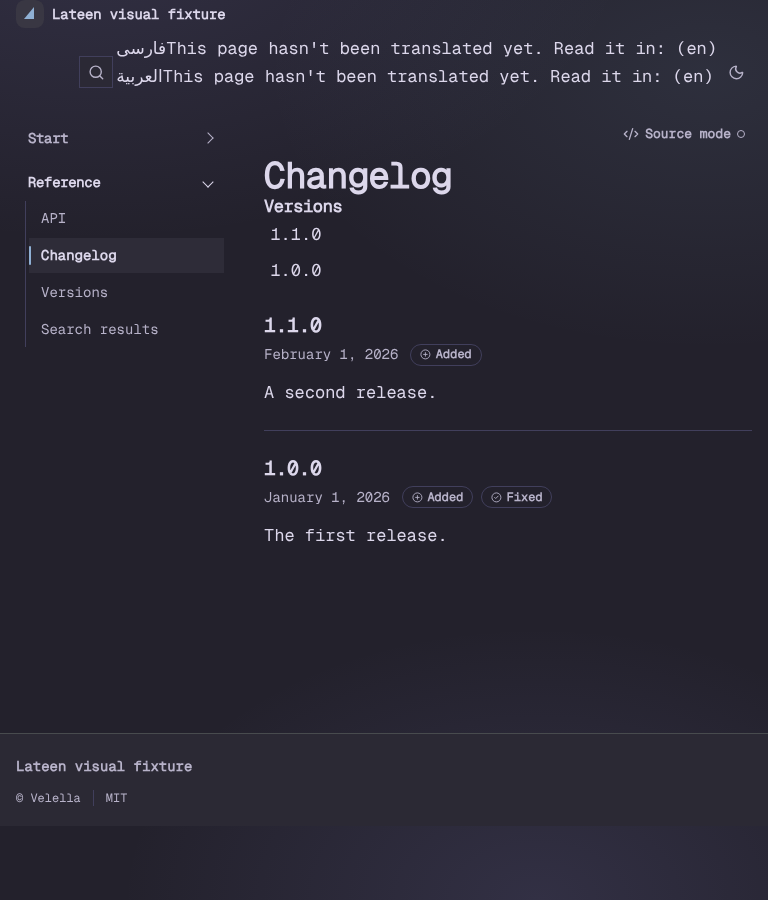 Lateen visual fixture
فارسیThis page hasn't been translated yet. Read it in: (en)
العربيةThis page hasn't been translated yet. Read it in: (en)
Source mode
Start
Reference
API
Changelog
Versions
Search results
Changelog
Versions
1.1.0
1.0.0
1.1.0
February 1, 2026 Added
A second release.
1.0.0
January 1, 2026 Added Fixed
The first release.
Lateen visual fixture
© Velella MIT